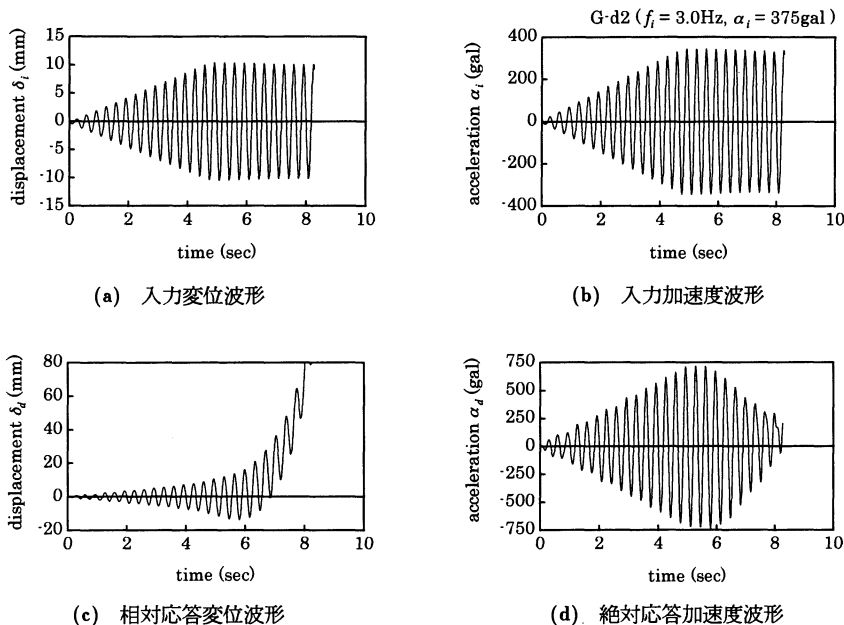 G-d2 ( fᵢ = 3.0Hz, αᵢ = 375gal )
displacement δᵢ (mm)
15
10
5
0
-5
-10
-15
0 2 4 6 8 10
time (sec)
(a) 入力変位波形
acceleration αᵢ (gal)
400
200
0
-200
-400
0 2 4 6 8 10
time (sec)
(b) 入力加速度波形
displacement δd (mm)
80
60
40
20
0
-20
0 2 4 6 8 10
time (sec)
(c) 相対応答変位波形
acceleration αd (gal)
750
500
250
0
-250
-500
-750
0 2 4 6 8 10
time (sec)
(d) 絶対応答加速度波形